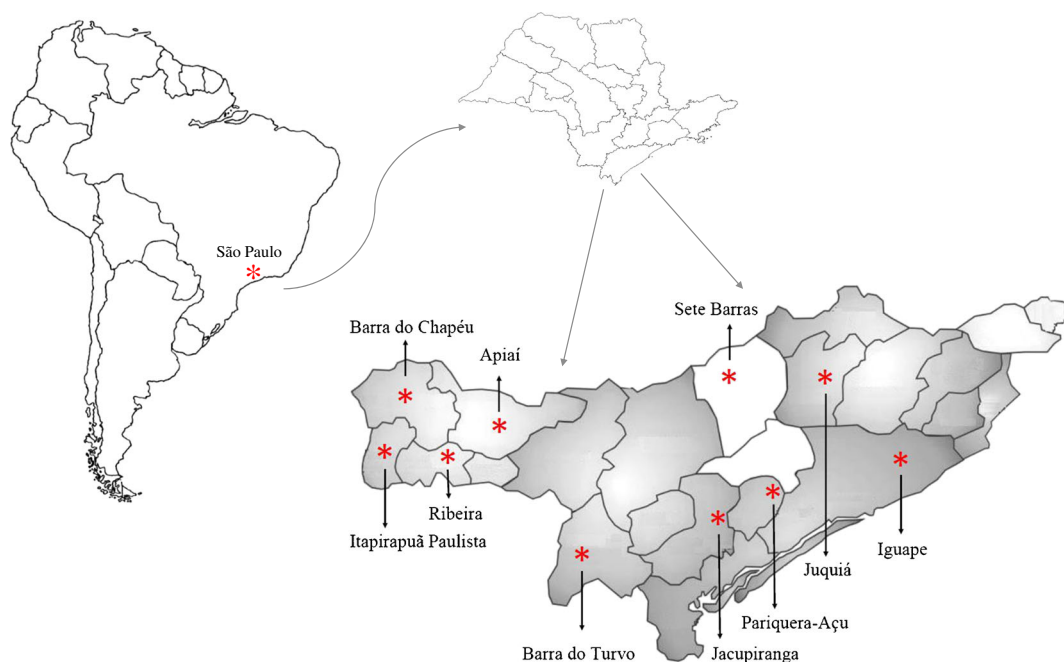 São Paulo
Sete Barras
Barra do Chapéu
Apiaí
Ribeira
Itapirapuã Paulista
Iguape
Juquiá
Pariquera-Açu
Barra do Turvo
Jacupiranga